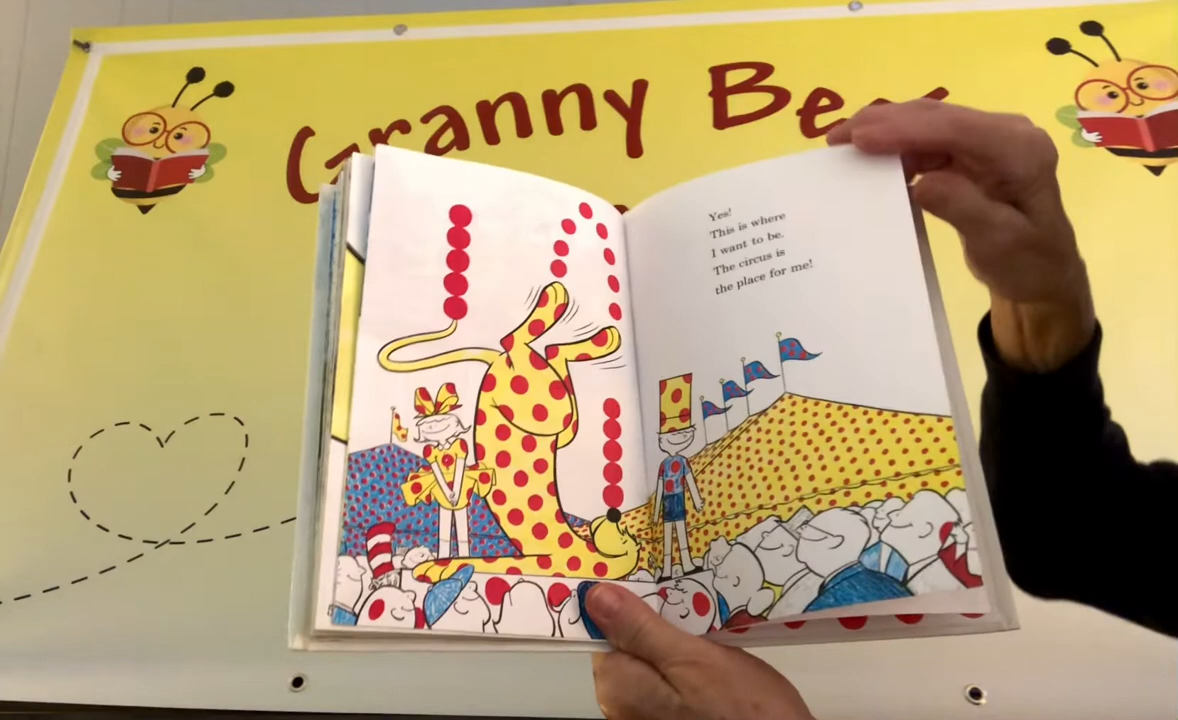 Granny Bee
Yes!
This is where
I want to be.
The circus is
the place for me!